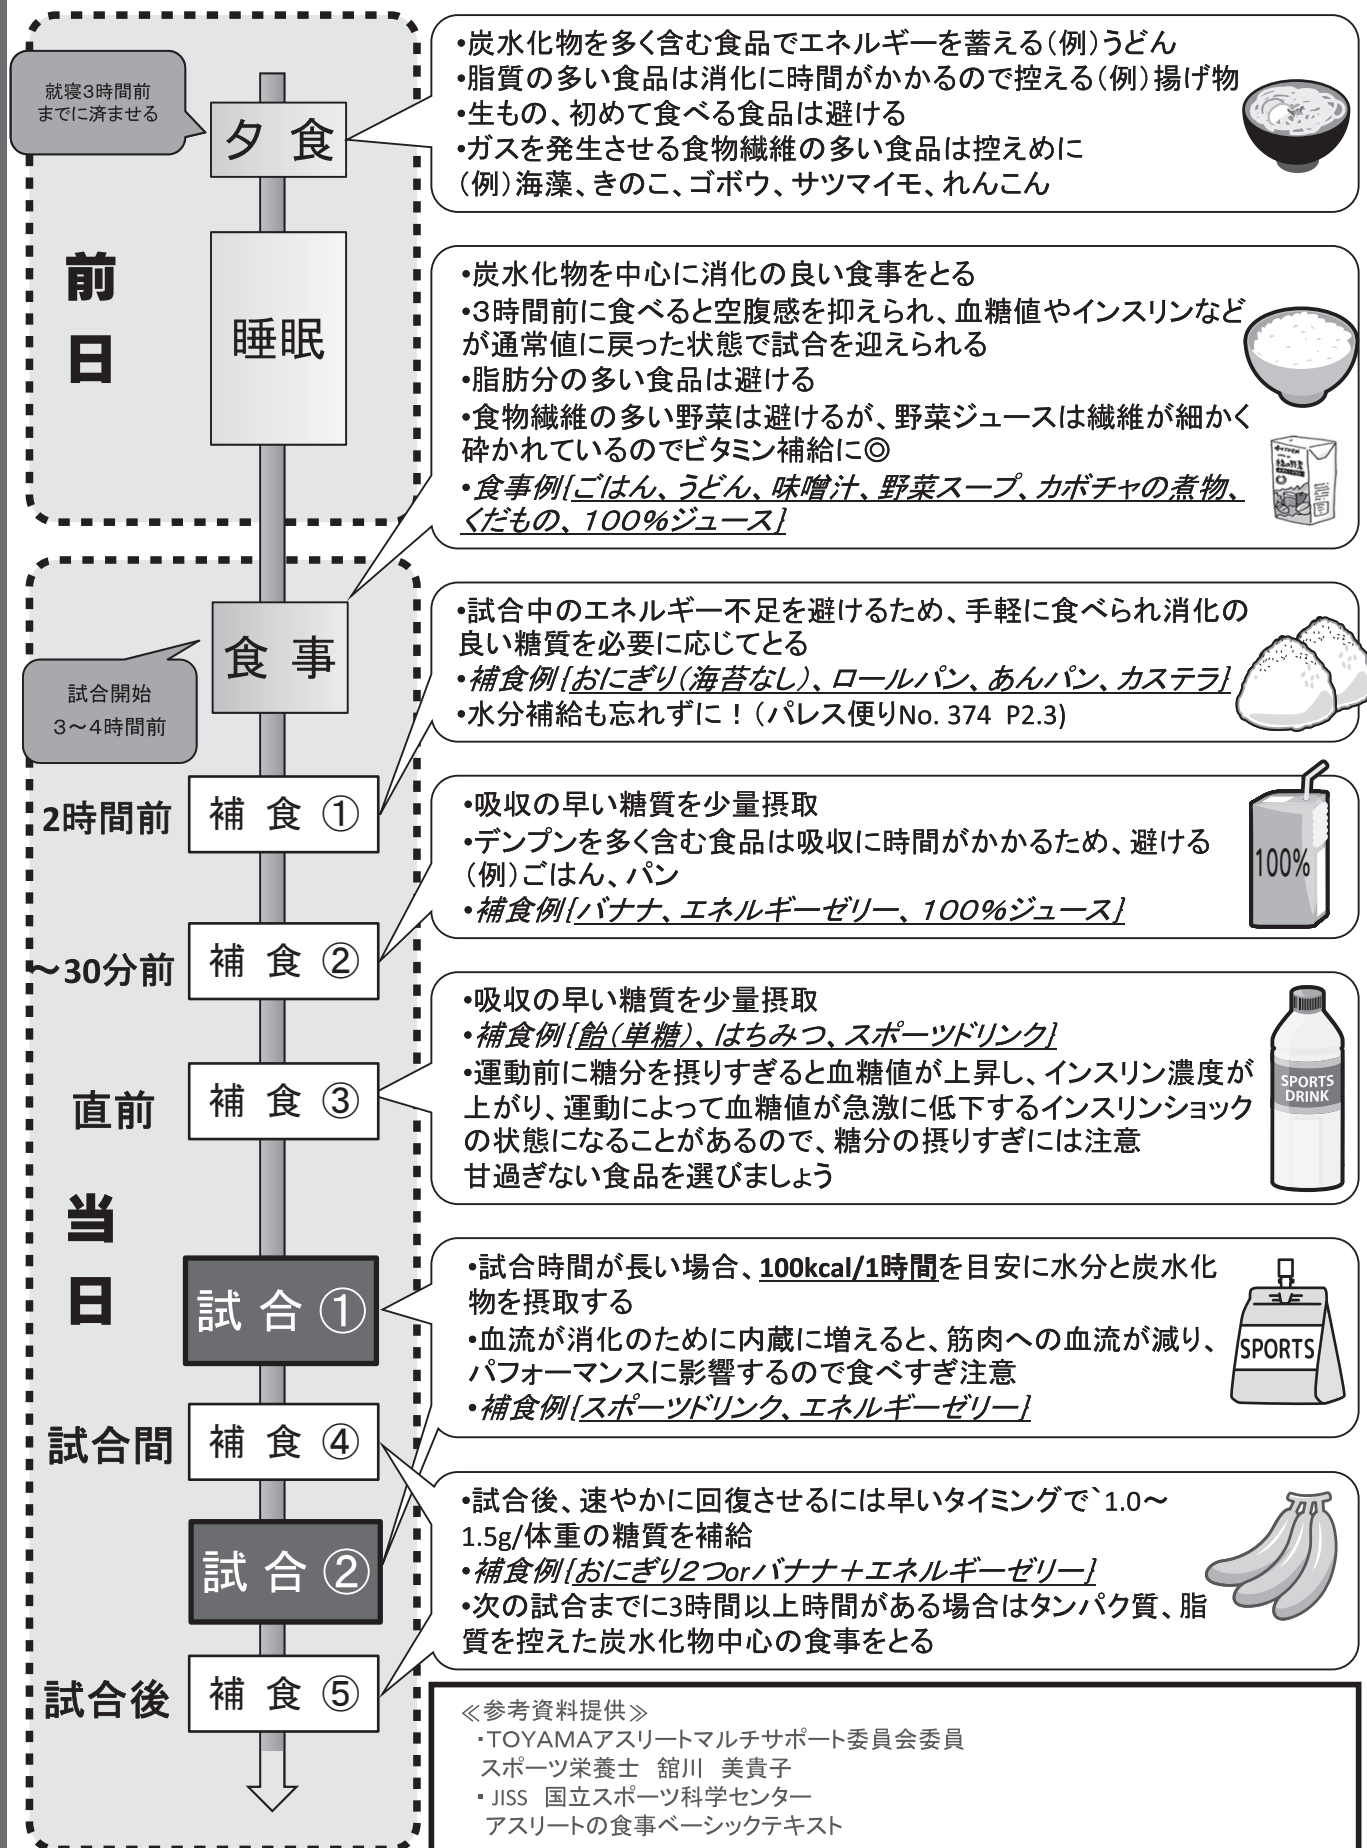 就寝3時間前
までに済ませる
夕 食
•炭水化物を多く含む食品でエネルギーを蓄える（例）うどん
•脂質の多い食品は消化に時間がかかるので控える（例）揚げ物
•生もの、初めて食べる食品は避ける
•ガスを発生させる食物繊維の多い食品は控えめに
（例）海藻、きのこ、ゴボウ、サツマイモ、れんこん
前
日
睡眠
•炭水化物を中心に消化の良い食事をとる
•３時間前に食べると空腹感を抑えられ、血糖値やインスリンなど
が通常値に戻った状態で試合を迎えられる
•脂肪分の多い食品は避ける
•食物繊維の多い野菜は避けるが、野菜ジュースは繊維が細かく
砕かれているのでビタミン補給に◎
•食事例{ごはん、うどん、味噌汁、野菜スープ、カボチャの煮物、
くだもの、１００％ジュース}
食 事
試合開始
３～４時間前
•試合中のエネルギー不足を避けるため、手軽に食べられ消化の
良い糖質を必要に応じてとる
•補食例{おにぎり（海苔なし）、ロールパン、あんパン、カステラ}
•水分補給も忘れずに！（パレス便りNo. 374 P2.3)
2時間前
補 食 ①
•吸収の早い糖質を少量摂取
•デンプンを多く含む食品は吸収に時間がかかるため、避ける
（例）ごはん、パン
•補食例{バナナ、エネルギーゼリー、１００％ジュース}
100%
～30分前
補 食 ②
•吸収の早い糖質を少量摂取
•補食例{飴（単糖）、はちみつ、スポーツドリンク}
•運動前に糖分を摂りすぎると血糖値が上昇し、インスリン濃度が
上がり、運動によって血糖値が急激に低下するインスリンショック
の状態になることがあるので、糖分の摂りすぎには注意
甘過ぎない食品を選びましょう
SPORTS
DRINK
直前
補 食 ③
当
日
試 合 ①
•試合時間が長い場合、100kcal/1時間を目安に水分と炭水化
物を摂取する
•血流が消化のために内蔵に増えると、筋肉への血流が減り、
パフォーマンスに影響するので食べすぎ注意
•補食例{スポーツドリンク、エネルギーゼリー}
SPORTS
試合間
補 食 ④
試 合 ②
•試合後、速やかに回復させるには早いタイミングで`1.0～
1.5g/体重の糖質を補給
•補食例{おにぎり２つorバナナ＋エネルギーゼリー}
•次の試合までに3時間以上時間がある場合はタンパク質、脂
質を控えた炭水化物中心の食事をとる
試合後
補 食 ⑤
≪参考資料提供≫
・TOYAMAアスリートマルチサポート委員会委員
スポーツ栄養士 舘川 美貴子
・JISS 国立スポーツ科学センター
アスリートの食事ベーシックテキスト